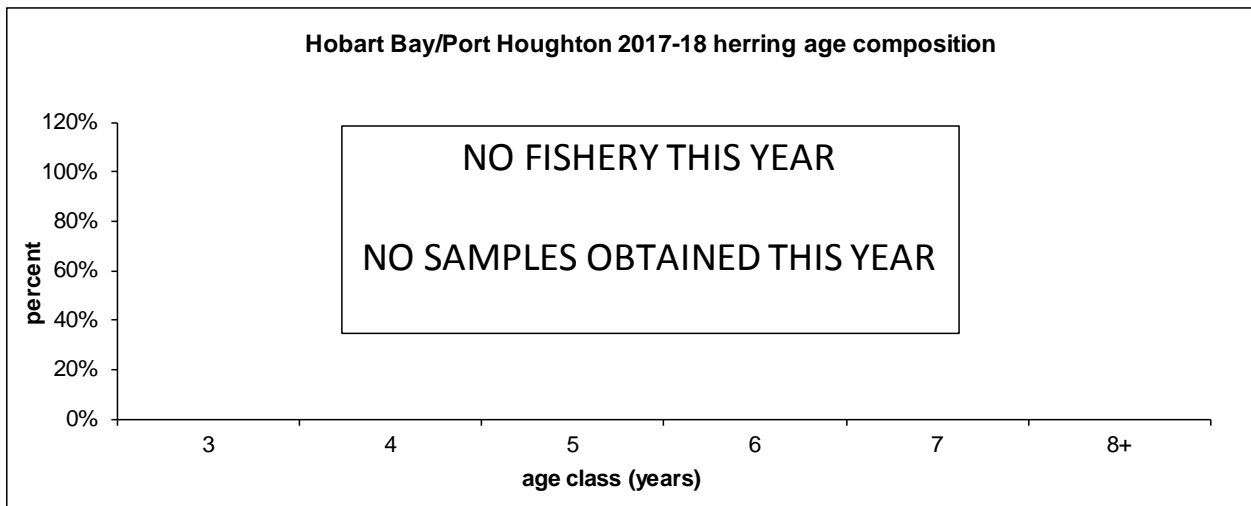 Hobart Bay/Port Houghton 2017-18 herring age composition
120%
100%
80%
60%
40%
20%
0%
percent
NO FISHERY THIS YEAR
NO SAMPLES OBTAINED THIS YEAR
3 4 5 6 7 8+
age class (years)